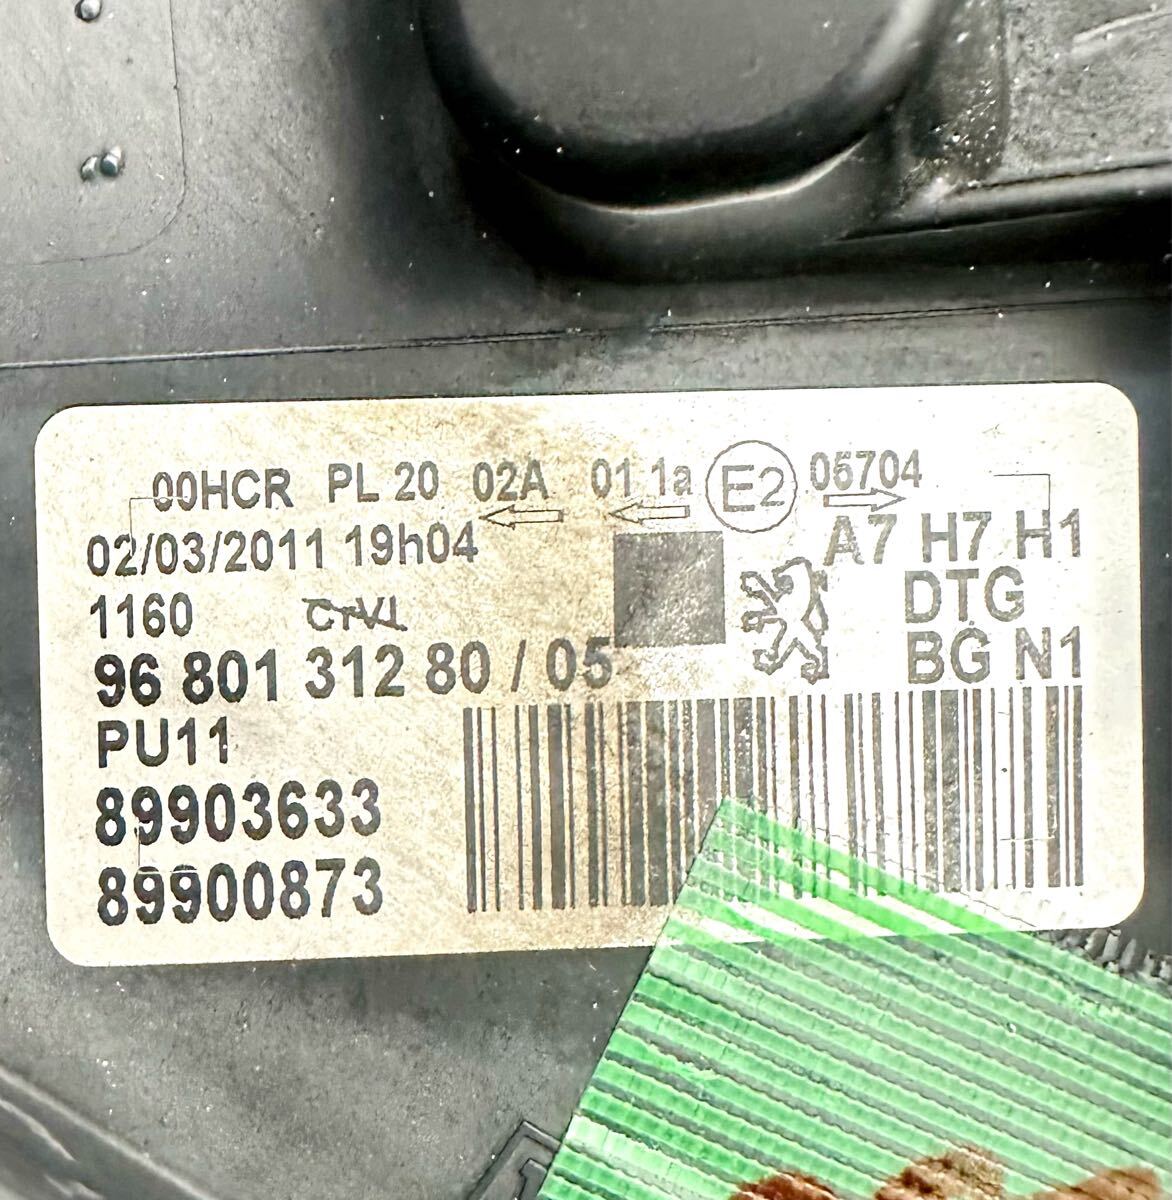 00HCR PL 20 02A 01 1a E2 05704
02/03/2011 19h04 A7 H7 H1
1160 DTG
96 801 312 80 / 05 BG N1
PU11
89903633
89900873